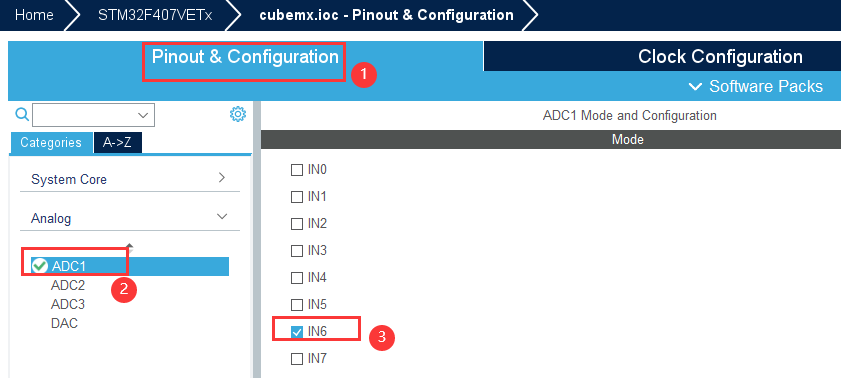 Home
STM32F407VETx
cubemx.ioc - Pinout & Configuration
Pinout & Configuration
1
Clock Configuration
Software Packs
ADC1 Mode and Configuration
Categories
A->Z
Mode
System Core
Analog
ADC1
2
ADC2
ADC3
DAC
IN0
IN1
IN2
IN3
IN4
IN5
IN6
3
IN7